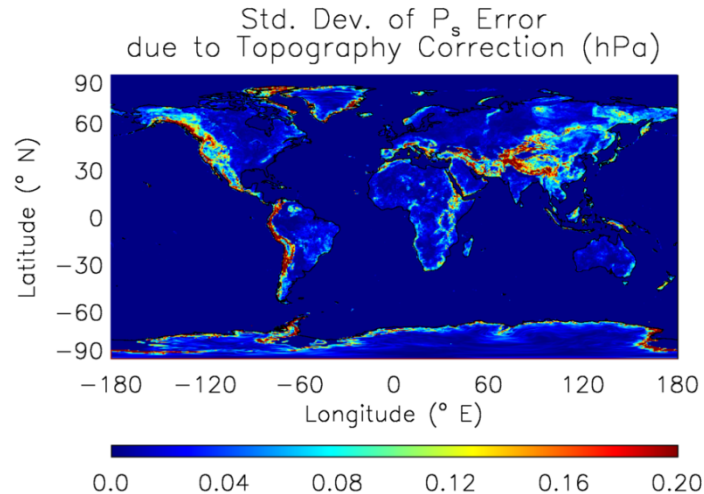 Std. Dev. of Pₛ Error
due to Topography Correction (hPa)
90
60
30
0
−30
−60
−90
Latitude (° N)
−180 −120 −60 0 60 120 180
Longitude (° E)
0.0 0.04 0.08 0.12 0.16 0.20